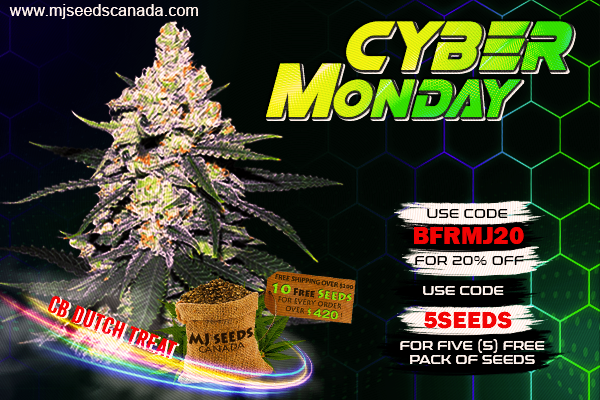 www.mjseedscanada.com
CYBER
MONDAY
USE CODE
BFRMJ20
FOR 20% OFF
USE CODE
5SEEDS
FOR FIVE (5) FREE
PACK OF SEEDS
FREE SHIPPING OVER $190
10 FREE SEEDS
FOR EVERY ORDER
OVER $420
CB DUTCH TREAT
MJ SEEDS
CANADA